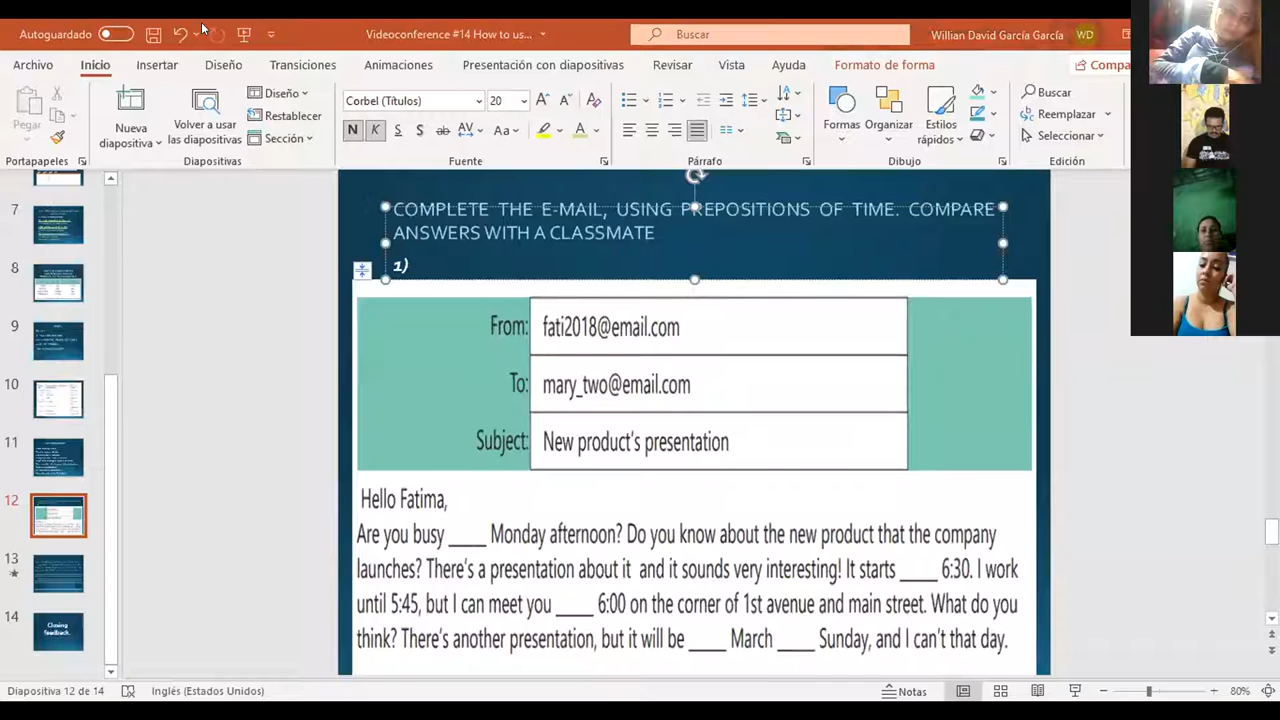 Autoguardado
Videoconference #14 How to us...
Buscar
Willian David García García
WD
Archivo
Inicio
Insertar
Diseño
Transiciones
Animaciones
Presentación con diapositivas
Revisar
Vista
Ayuda
Formato de forma
Compa
Pegar
Nueva
diapositiva
Volver a usar
las diapositivas
Diseño
Restablecer
Sección
Corbel (Títulos)
20
N K S S ab AV Aa A
Formas
Organizar
Estilos
rápidos
Buscar
Reemplazar
Seleccionar
Portapapeles
Diapositivas
Fuente
Párrafo
Dibujo
Edición
7
8
9
10
11
12
13
14
Closing
feedback.
COMPLETE THE E-MAIL, USING PREPOSITIONS OF TIME. COMPARE
ANSWERS WITH A CLASSMATE
1)
From: fati2018@email.com
To: mary_two@email.com
Subject: New product's presentation
Hello Fatima,
Are you busy ____ Monday afternoon? Do you know about the new product that the company
launches? There's a presentation about it and it sounds very interesting! It starts ____ 6:30. I work
until 5:45, but I can meet you ____ 6:00 on the corner of 1st avenue and main street. What do you
think? There's another presentation, but it will be ____ March ____ Sunday, and I can't that day.
Diapositiva 12 de 14
Inglés (Estados Unidos)
Notas
80%